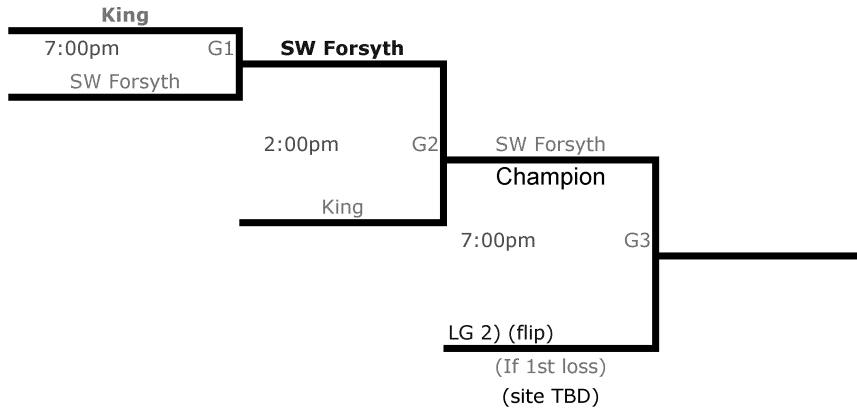 King
7:00pm G1
SW Forsyth
SW Forsyth
2:00pm G2
King
SW Forsyth
Champion
7:00pm G3
LG 2) (flip)
(If 1st loss)
(site TBD)